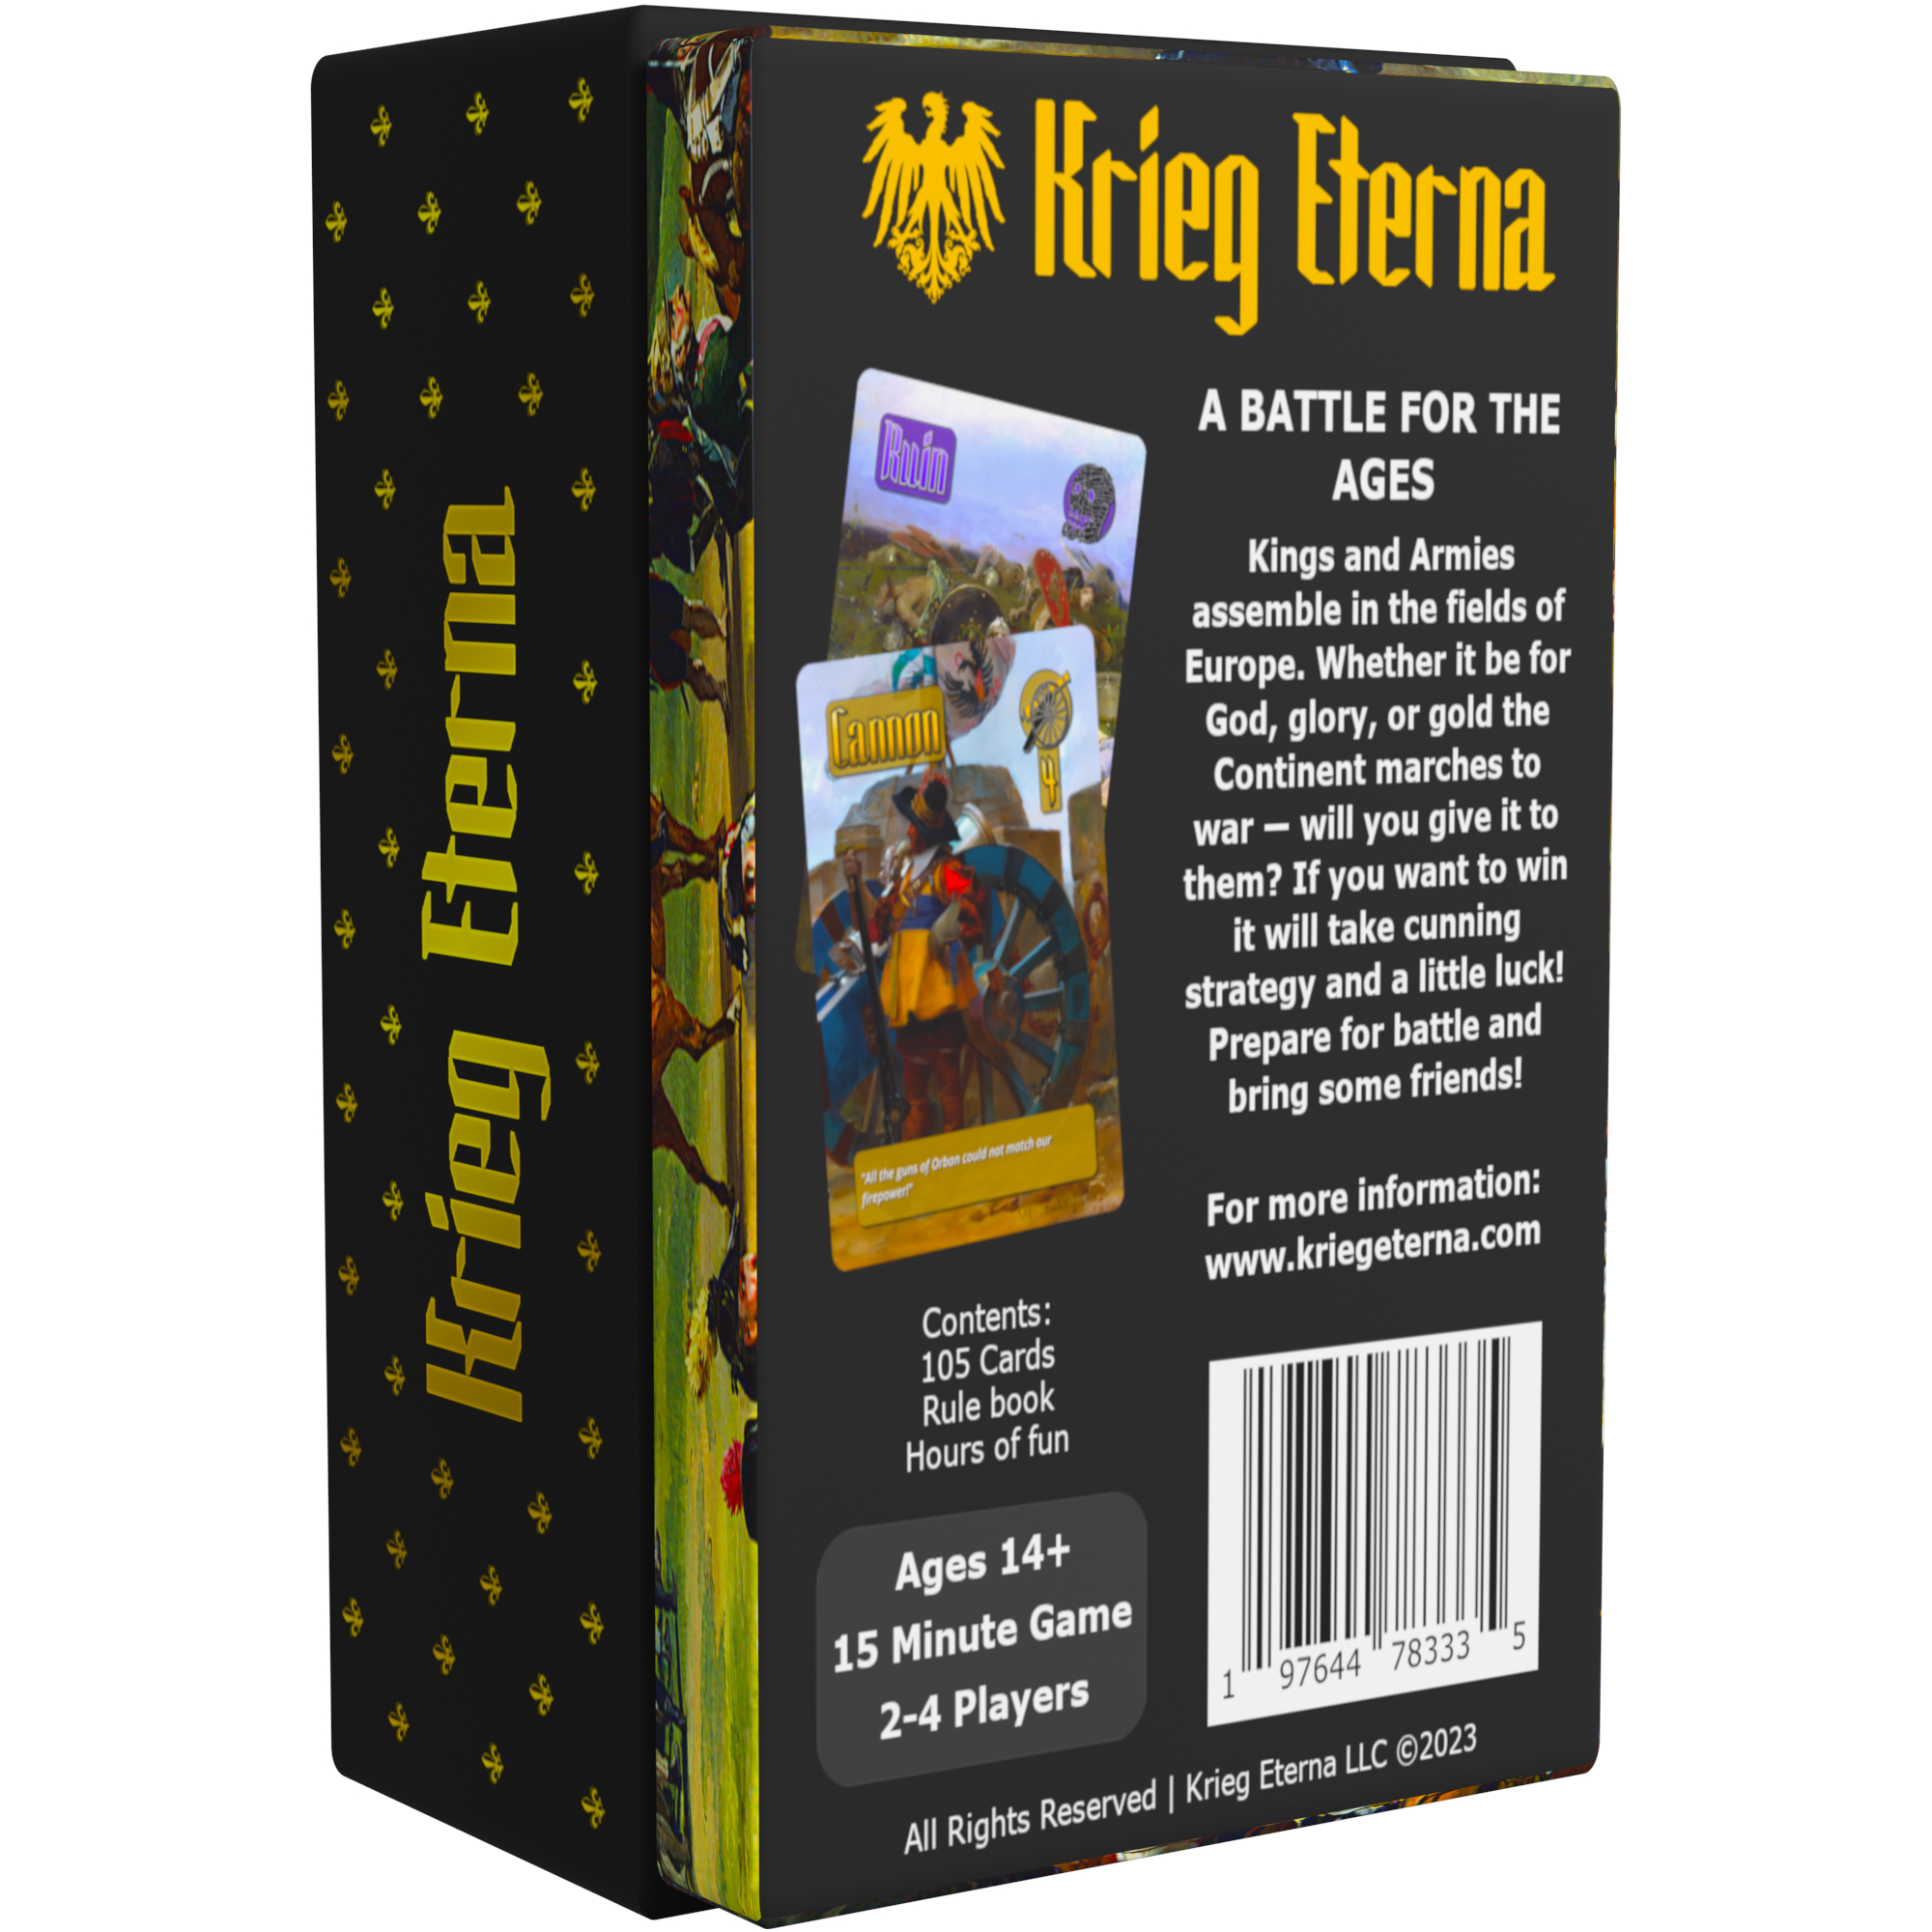 Krieg Eterna
Krieg Eterna
A BATTLE FOR THE
AGES
Kings and Armies
assemble in the fields of
Europe. Whether it be for
God, glory, or gold the
Continent marches to
war — will you give it to
them? If you want to win
it will take cunning
strategy and a little luck!
Prepare for battle and
bring some friends!
For more information:
www.kriegeterna.com
Ruin
Cannon
4
"All the guns of Orban could not match our
firepower!"
Contents:
105 Cards
Rule book
Hours of fun
Ages 14+
15 Minute Game
2-4 Players
1 97644 78333 5
All Rights Reserved | Krieg Eterna LLC ©2023